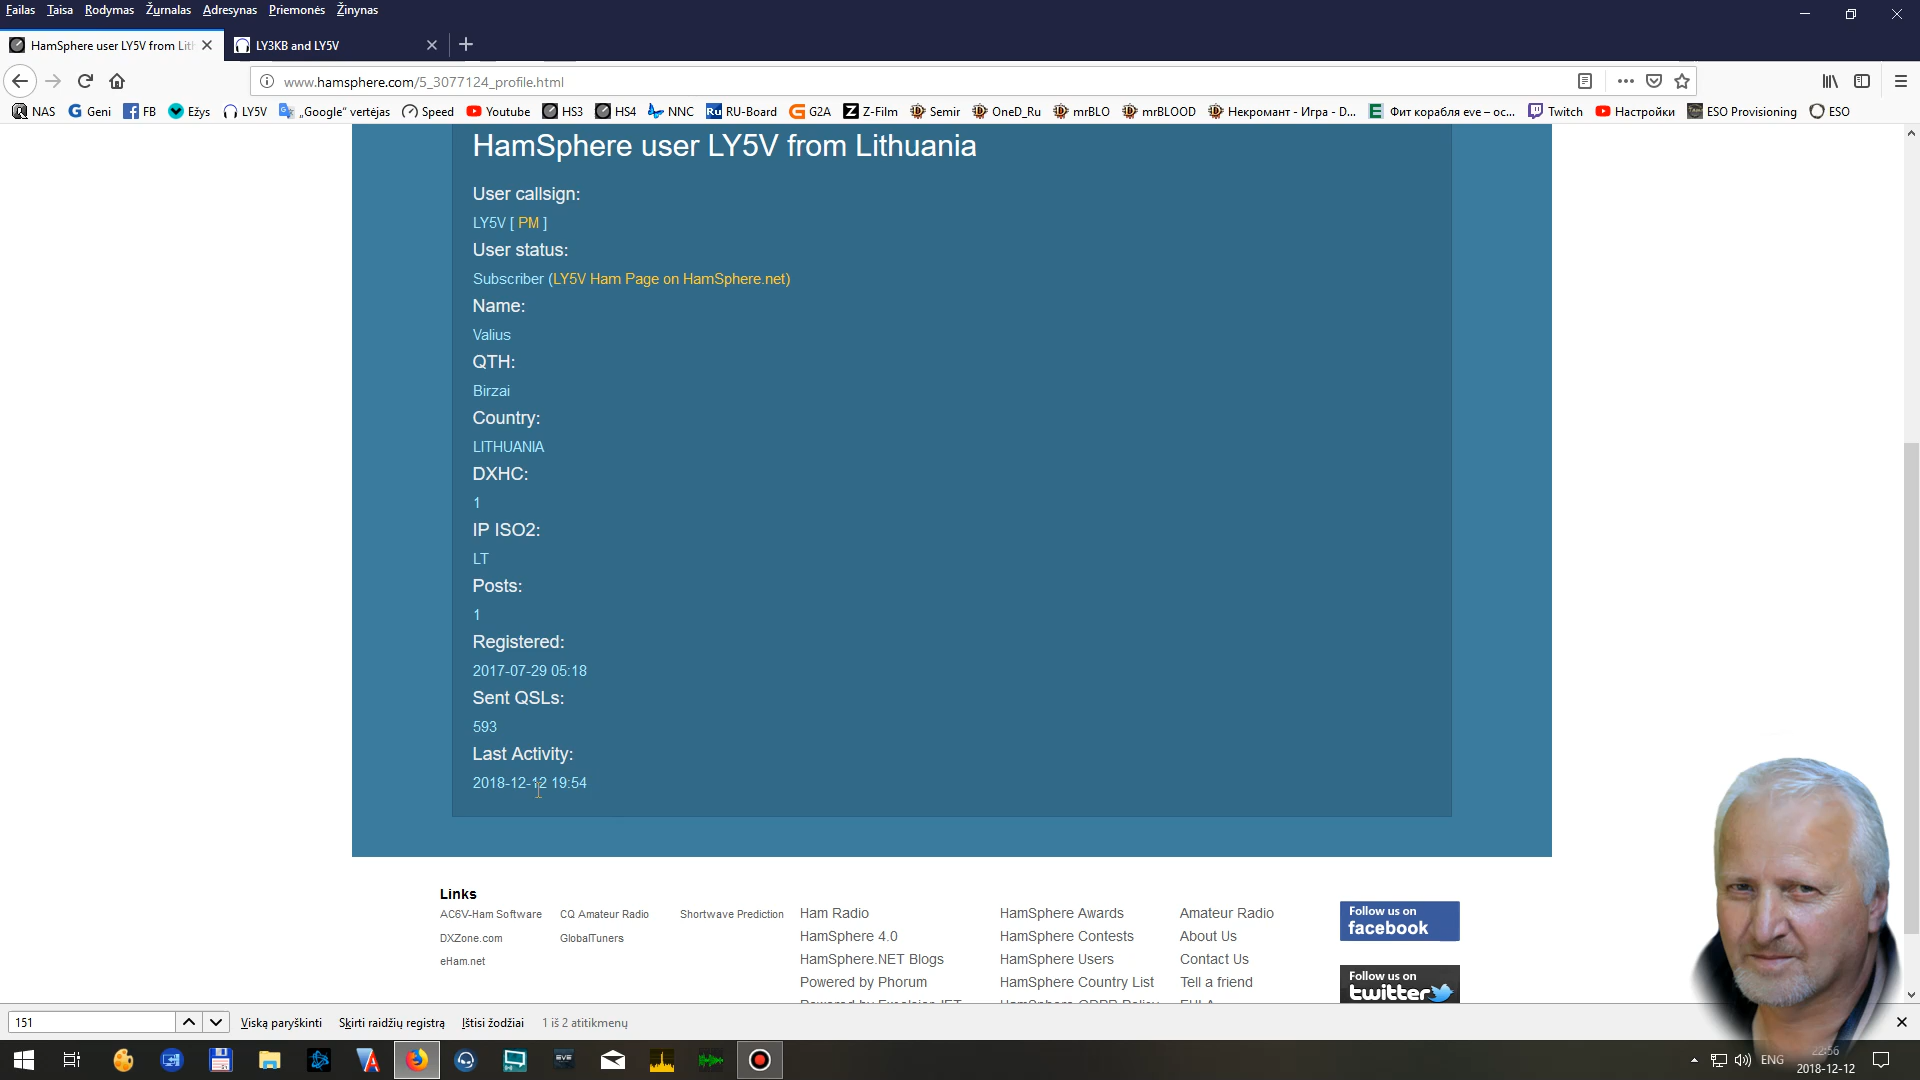 Failas Taisa Rodymas Žurnalas Adresynas Priemonės Žinynas
HamSphere user LY5V from Lith
LY3KB and LY5V
www.hamsphere.com/5_3077124_profile.html
NAS Geni FB Ežys LY5V „Google“ vertėjas Speed Youtube HS3 HS4 NNC RU-Board G2A Z-Film Semir OneD_Ru mrBLO mrBLOOD Некромант - Игра - D... Фит корабля eve – ос... Twitch Настройки ESO Provisioning ESO
HamSphere user LY5V from Lithuania
User callsign:
LY5V [ PM ]
User status:
Subscriber (LY5V Ham Page on HamSphere.net)
Name:
Valius
QTH:
Birzai
Country:
LITHUANIA
DXHC:
1
IP ISO2:
LT
Posts:
1
Registered:
2017-07-29 05:18
Sent QSLs:
593
Last Activity:
2018-12-12 19:54
Links
AC6V-Ham Software CQ Amateur Radio Shortwave Prediction
DXZone.com GlobalTuners
eHam.net
Ham Radio
HamSphere 4.0
HamSphere.NET Blogs
Powered by Phorum
HamSphere Awards
HamSphere Contests
HamSphere Users
HamSphere Country List
Amateur Radio
About Us
Contact Us
Tell a friend
Follow us on
facebook
Follow us on
twitter
151 Viską paryškinti Skirti raidžių registrą Ištisi žodžiai 1 iš 2 atitikmenų
EVE
ENG
22:56
2018-12-12